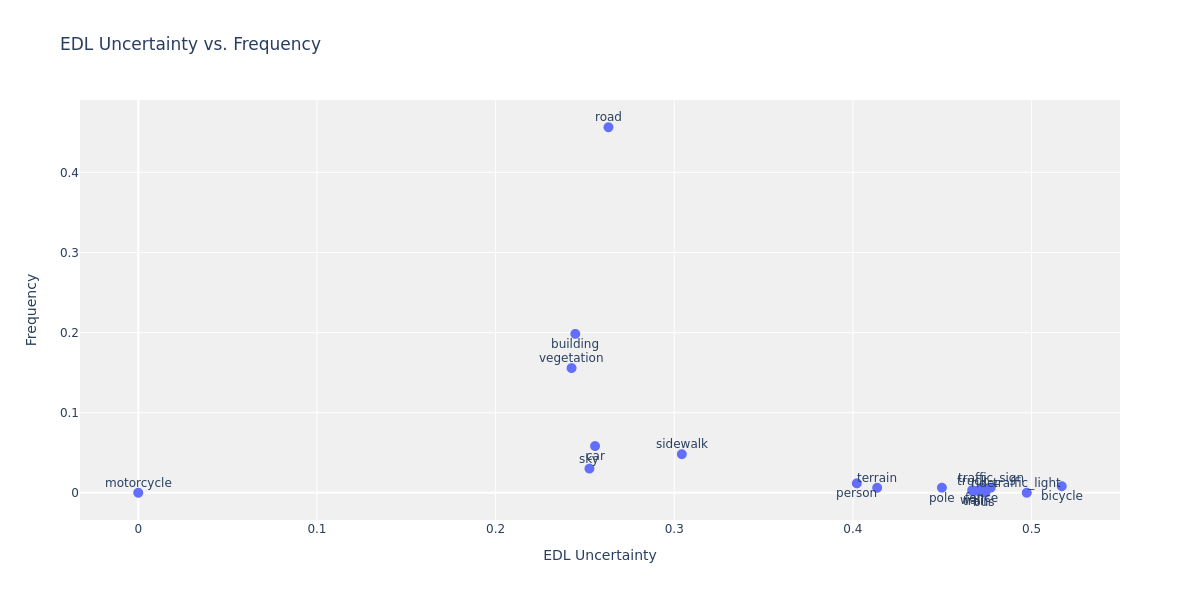 EDL Uncertainty vs. Frequency
road
0.4
0.3
0.2
building
vegetation
0.1
sidewalk
car
sky
motorcycle
terrain
person
pole
traffic_sign
traffic_light
bicycle
bus
0
0
0.1
0.2
0.3
0.4
0.5
EDL Uncertainty
Frequency